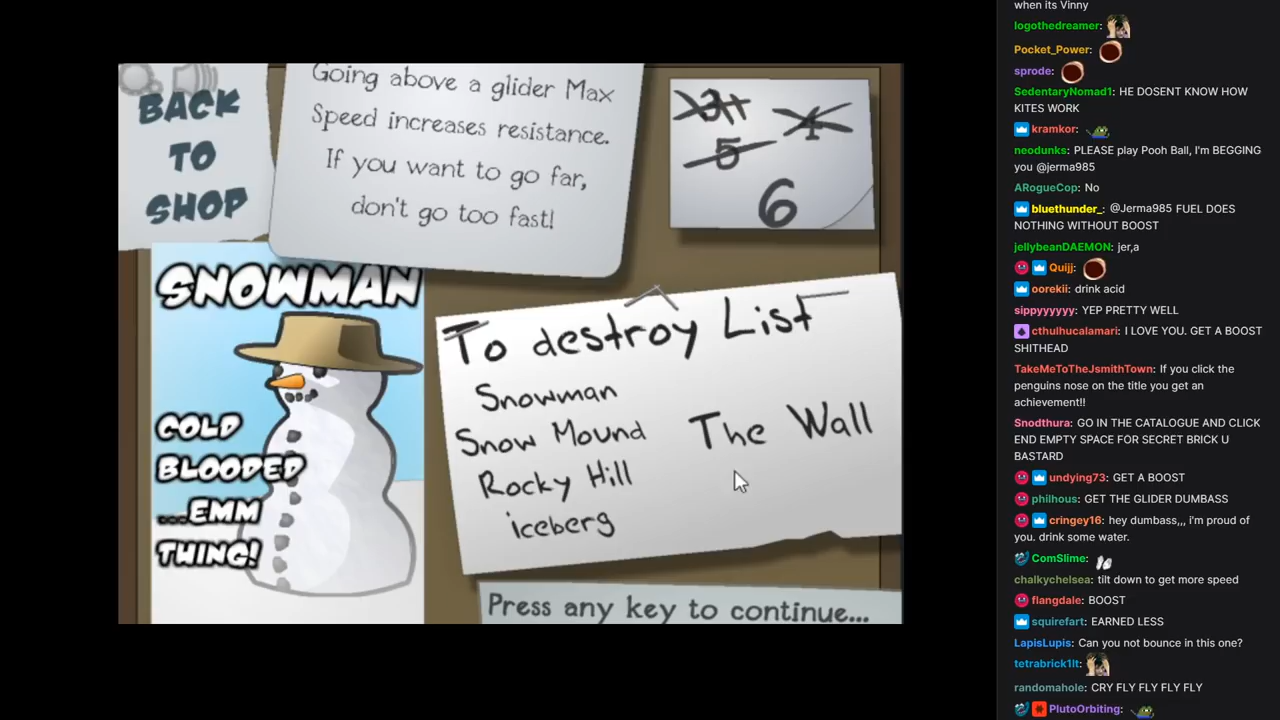 BACK
TO
SHOP
Going above a glider Max
Speed increases resistance.
If you want to go far,
don't go too fast!
5
6
SNOWMAN
COLD
BLOODED
...EMM
THING!
To destroy List
Snowman
Snow Mound
Rocky Hill
iceberg
The Wall
Press any key to continue...
when its Vinny
logothedreamer:
Pocket_Power:
sprode:
SedentaryNomad1: HE DOSENT KNOW HOW
KITES WORK
kramkor:
neodunks: PLEASE play Pooh Ball, I'm BEGGING
you @jerma985
ARogueCop: No
bluethunder_: @Jerma985 FUEL DOES
NOTHING WITHOUT BOOST
jellybeanDAEMON: jer,a
Quijj:
oorekii: drink acid
sippyyyyyy: YEP PRETTY WELL
cthulhucalamari: I LOVE YOU. GET A BOOST
SHITHEAD
TakeMeToTheJsmithTown: If you click the
penguins nose on the title you get an
achievement!!
Snodthura: GO IN THE CATALOGUE AND CLICK
END EMPTY SPACE FOR SECRET BRICK U
BASTARD
undying73: GET A BOOST
philhous: GET THE GLIDER DUMBASS
cringey16: hey dumbass,,, i'm proud of
you. drink some water.
ComSlime:
chalkychelsea: tilt down to get more speed
flangdale: BOOST
squirefart: EARNED LESS
LapisLupis: Can you not bounce in this one?
tetrabrick1it:
randomahole: CRY FLY FLY FLY FLY
PlutoOrbiting: